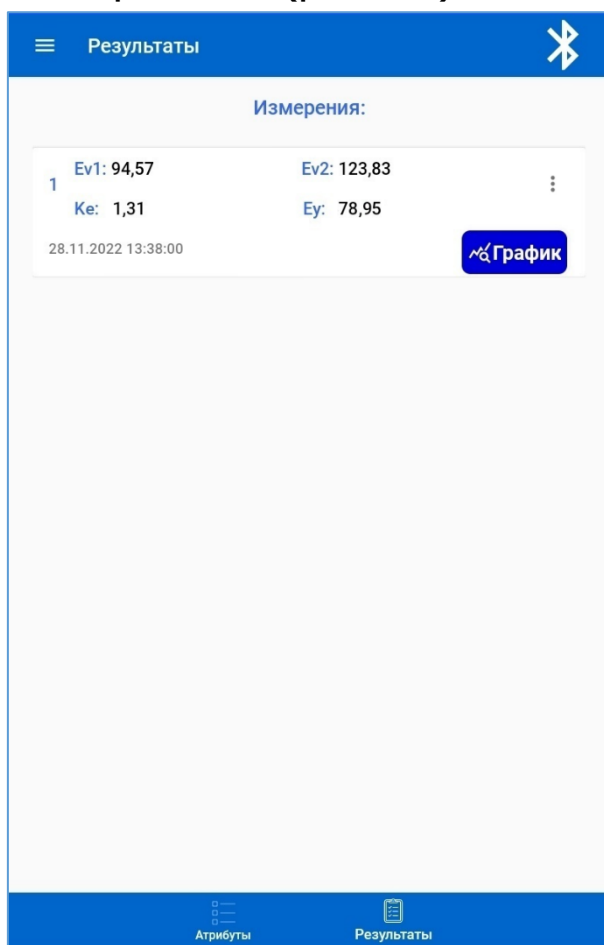 Результаты
Измерения:
1
Ev1: 94,57 Ev2: 123,83
Ke: 1,31 Ey: 78,95
28.11.2022 13:38:00
График
Атрибуты Результаты